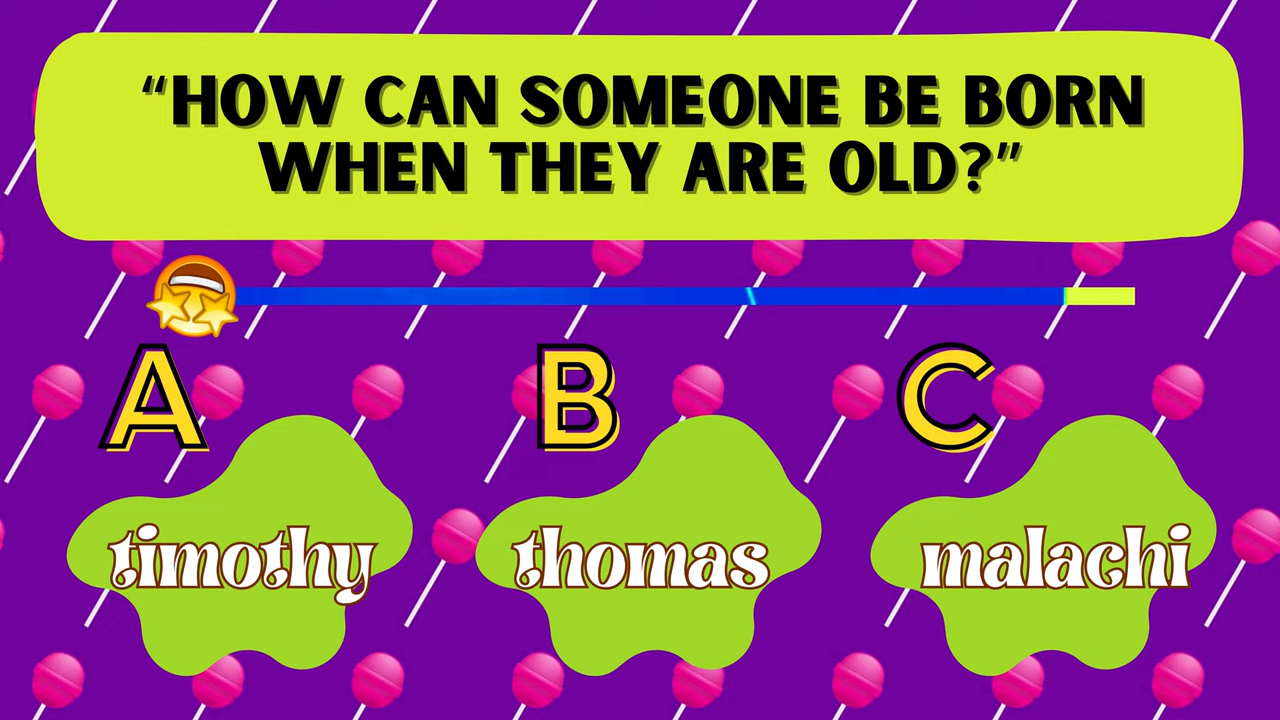 “HOW CAN SOMEONE BE BORN
WHEN THEY ARE OLD?”
A
B
C
timothy
thomas
malachi